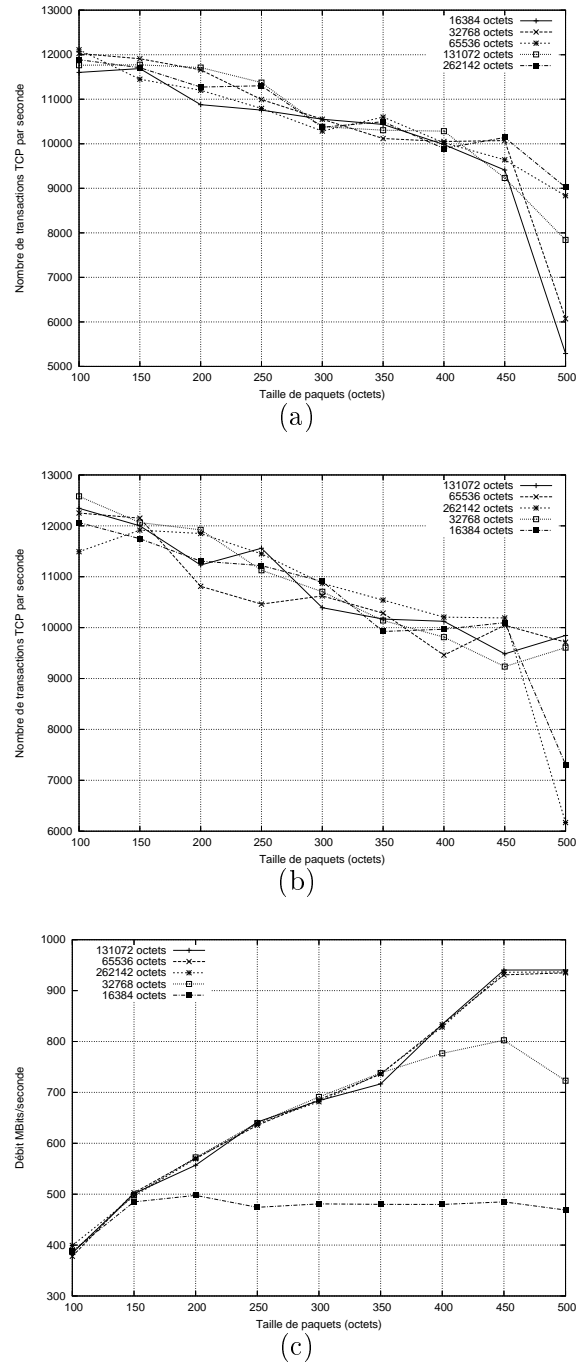 13000
12000
11000
10000
9000
8000
7000
6000
5000
Nombre de transactions TCP par seconde
16384 octets
32768 octets
65536 octets
131072 octets
262142 octets
100 150 200 250 300 350 400 450 500
Taille de paquets (octets)
(a)
13000
12000
11000
10000
9000
8000
7000
6000
Nombre de transactions TCP par seconde
131072 octets
65536 octets
262142 octets
32768 octets
16384 octets
100 150 200 250 300 350 400 450 500
Taille de paquets (octets)
(b)
1000
900
800
700
600
500
400
300
Débit MBits/seconde
131072 octets
65536 octets
262142 octets
32768 octets
16384 octets
100 150 200 250 300 350 400 450 500
Taille de paquets (octets)
(c)